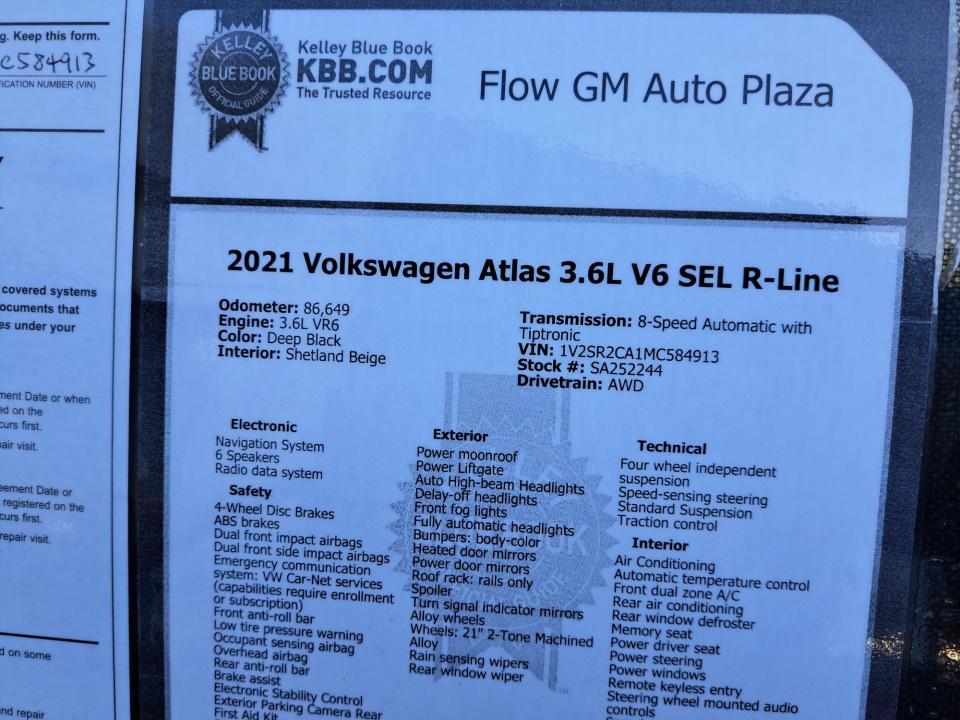 g. Keep this form.
C584913
FICATION NUMBER (VIN)
covered systems
ocuments that
es under your
ment Date or when
ed on the
curs first.
pair visit.
eement Date or
registered on the
curs first.
repair visit.
d on some
nd repair
KELLEY
BLUE BOOK
OFFICIAL GUIDE
Kelley Blue Book
KBB.COM
The Trusted Resource
Flow GM Auto Plaza
2021 Volkswagen Atlas 3.6L V6 SEL R-Line
Odometer: 86,649
Engine: 3.6L VR6
Color: Deep Black
Interior: Shetland Beige
Transmission: 8-Speed Automatic with
Tiptronic
VIN: 1V2SR2CA1MC584913
Stock #: SA252244
Drivetrain: AWD
Electronic
Navigation System
6 Speakers
Radio data system
Safety
4-Wheel Disc Brakes
ABS brakes
Dual front impact airbags
Dual front side impact airbags
Emergency communication
system: VW Car-Net services
(capabilities require enrollment
or subscription)
Front anti-roll bar
Low tire pressure warning
Occupant sensing airbag
Overhead airbag
Rear anti-roll bar
Brake assist
Electronic Stability Control
Exterior Parking Camera Rear
First Aid Kit
Exterior
Power moonroof
Power Liftgate
Auto High-beam Headlights
Delay-off headlights
Front fog lights
Fully automatic headlights
Bumpers: body-color
Heated door mirrors
Power door mirrors
Roof rack: rails only
Spoiler
Turn signal indicator mirrors
Alloy wheels
Wheels: 21" 2-Tone Machined
Alloy
Rain sensing wipers
Rear window wiper
Technical
Four wheel independent
suspension
Speed-sensing steering
Standard Suspension
Traction control
Interior
Air Conditioning
Automatic temperature control
Front dual zone A/C
Rear air conditioning
Rear window defroster
Memory seat
Power driver seat
Power steering
Power windows
Remote keyless entry
Steering wheel mounted audio
controls